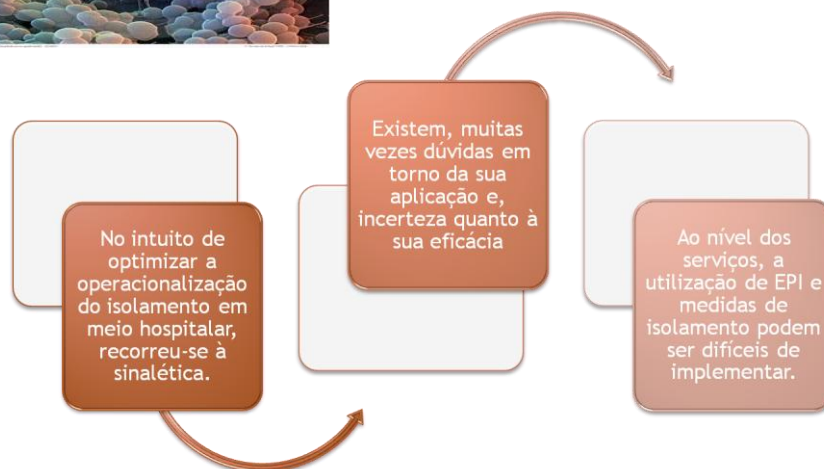 No intuito de
optimizar a
operacionalização
do isolamento em
meio hospitalar,
recorreu-se à
sinalética.
Existem, muitas
vezes dúvidas em
torno da sua
aplicação e,
incerteza quanto à
sua eficácia
Ao nível dos
serviços, a
utilização de EPI e
medidas de
isolamento podem
ser difíceis de
implementar.